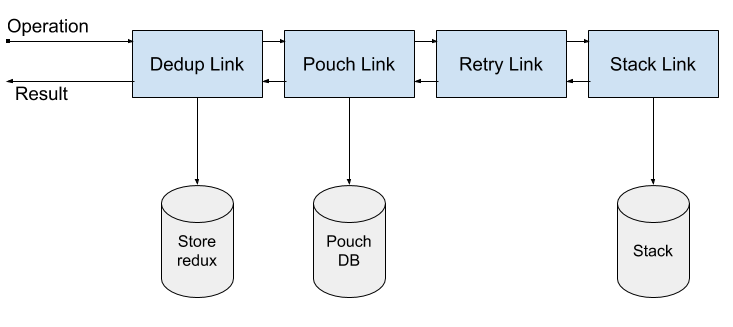 Operation
Dedup Link
Pouch Link
Retry Link
Stack Link
Result
Store
redux
Pouch
DB
Stack